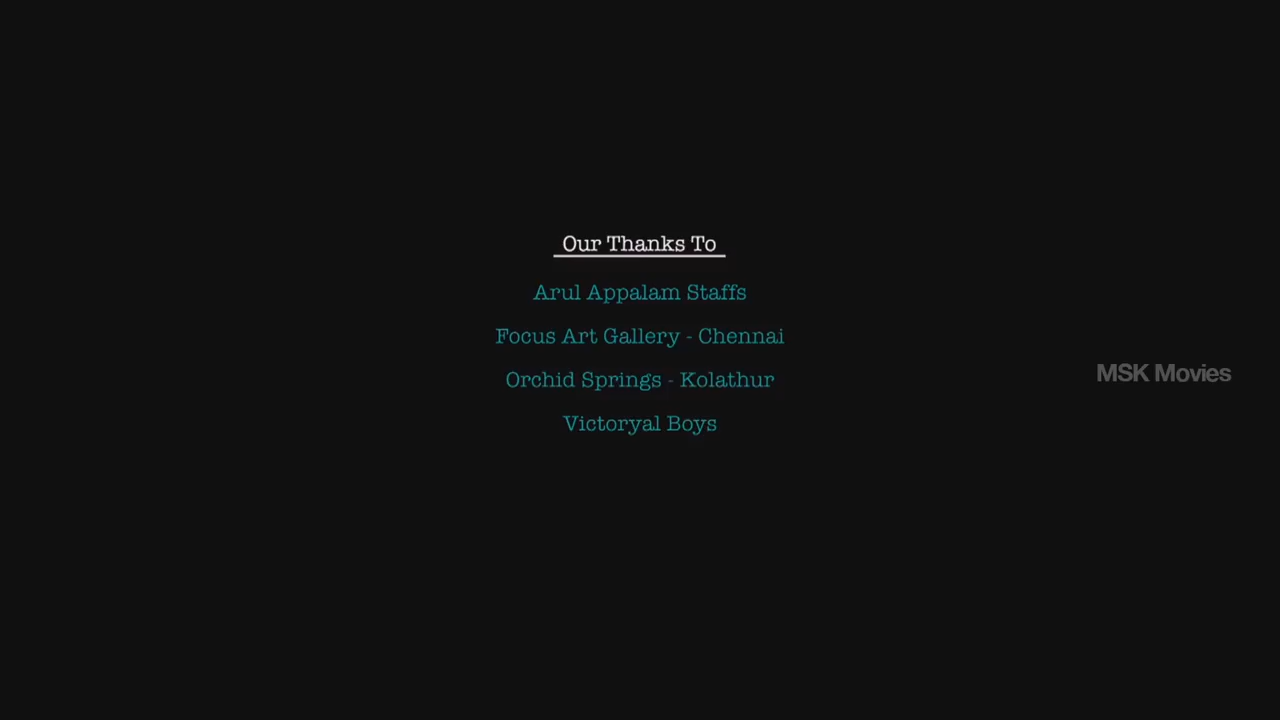 Our Thanks To
Arul Appalam Staffs
Focus Art Gallery - Chennai
Orchid Springs - Kolathur
Victoryal Boys
MSK Movies